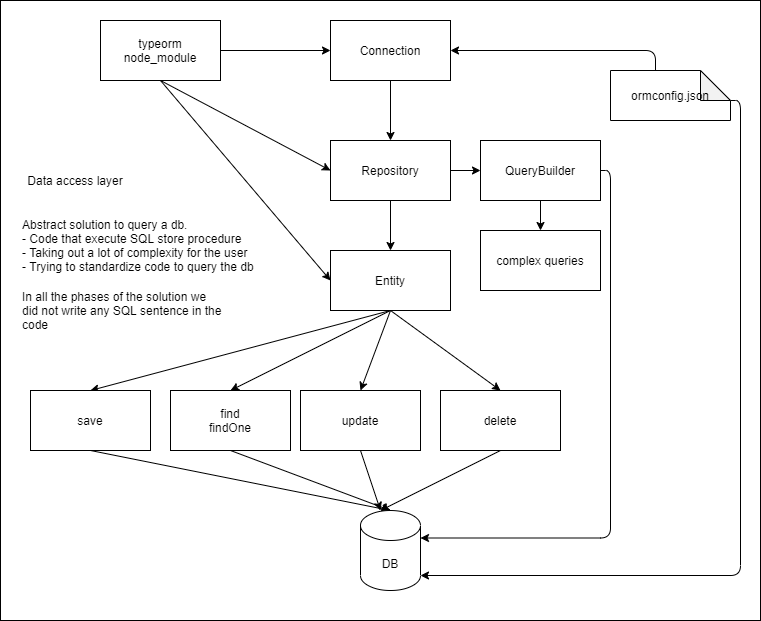 typeorm
node_module
Connection
ormconfig.json
Repository
QueryBuilder
Data access layer
Abstract solution to query a db.
- Code that execute SQL store procedure
- Taking out a lot of complexity for the user
- Trying to standardize code to query the db
In all the phases of the solution we
did not write any SQL sentence in the
code
complex queries
Entity
save
find
findOne
update
delete
DB